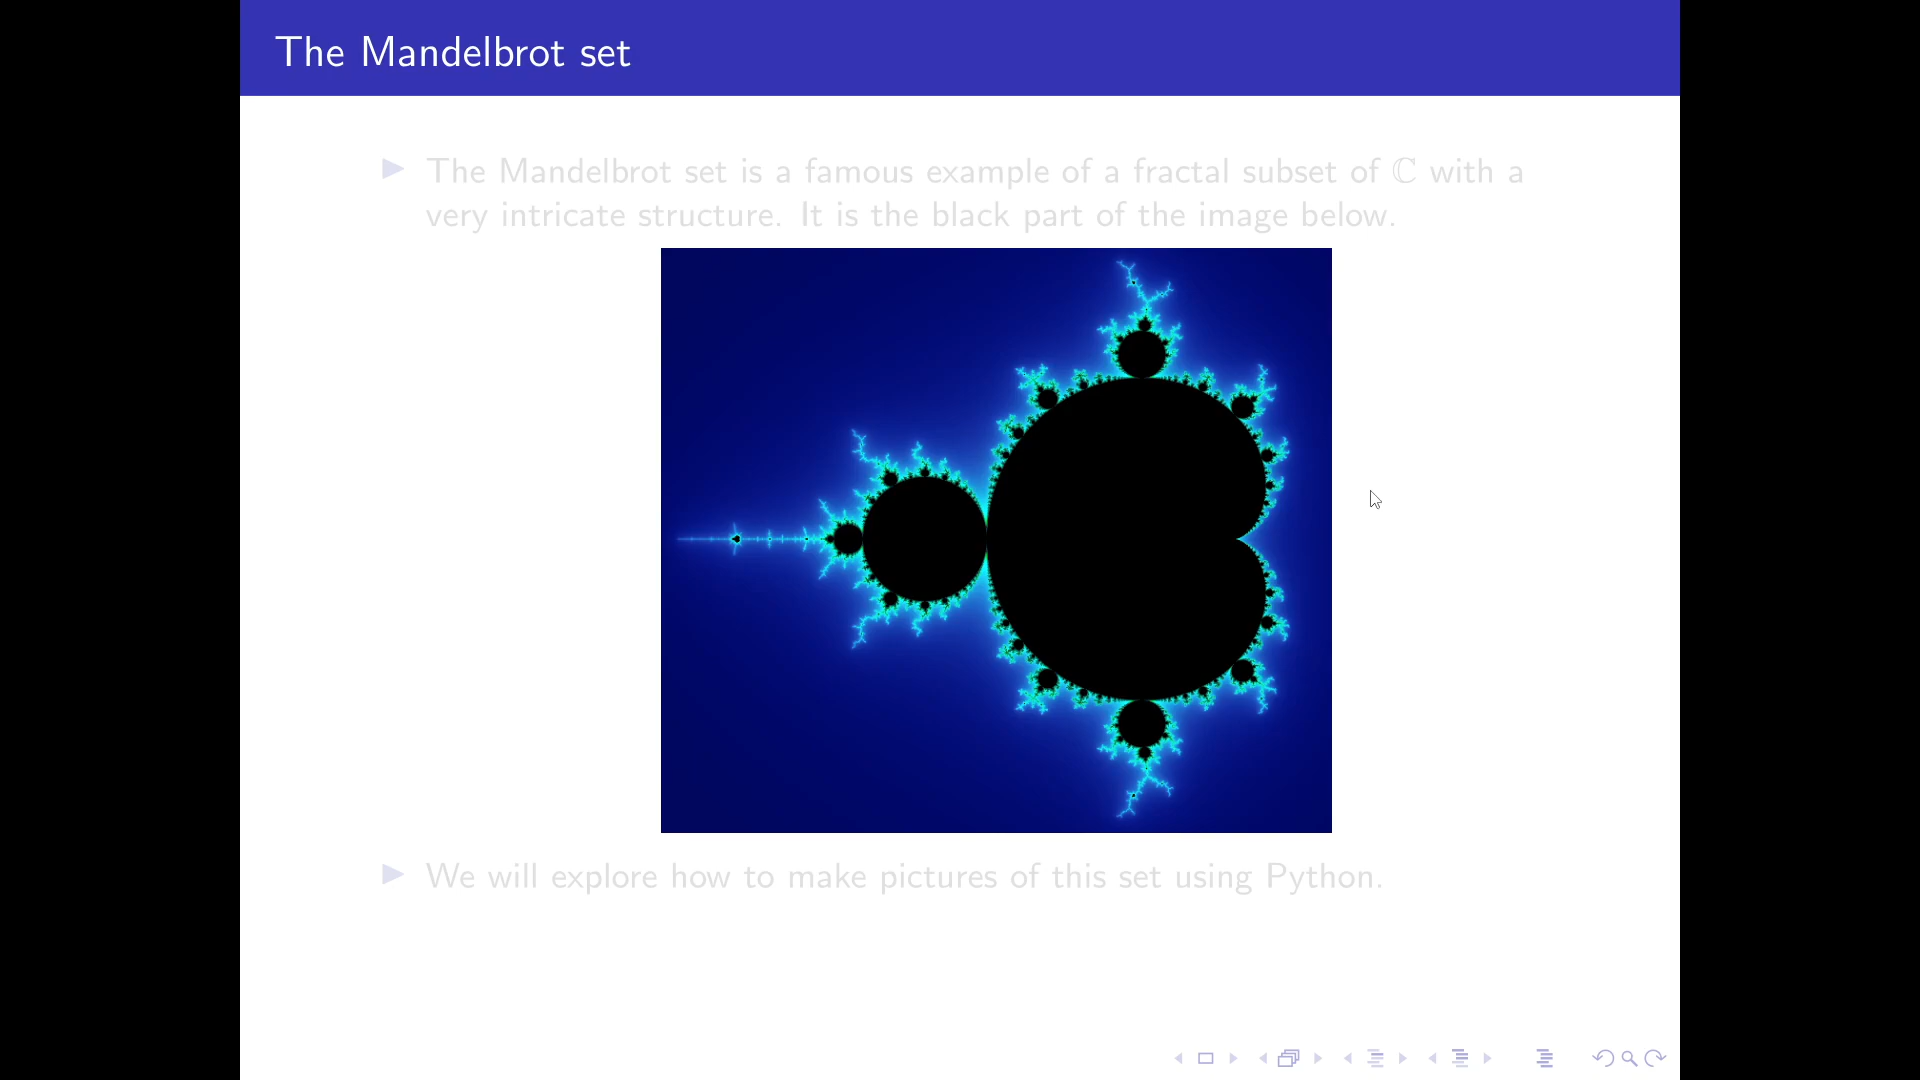 The Mandelbrot set
The Mandelbrot set is a famous example of a fractal subset of ℂ with a
very intricate structure. It is the black part of the image below.
We will explore how to make pictures of this set using Python.